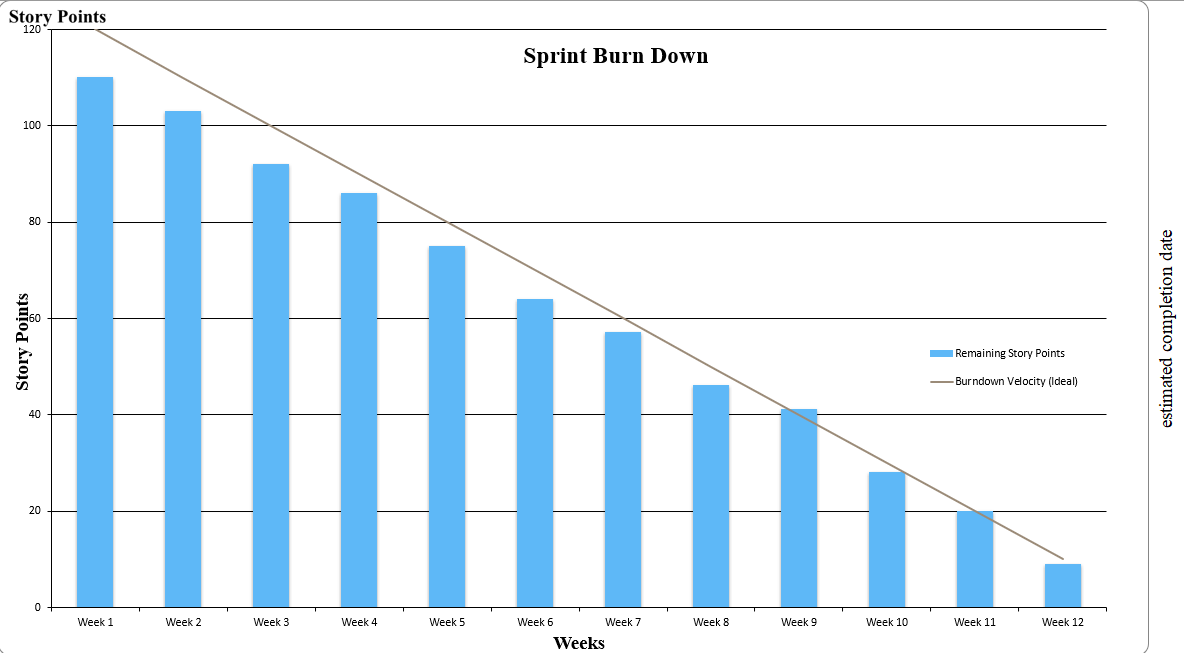 Story Points
Sprint Burn Down
120
100
80
60
40
20
0
Story Points
Remaining Story Points
Burndown Velocity (Ideal)
Week 1
Week 2
Week 3
Week 4
Week 5
Week 6
Week 7
Week 8
Week 9
Week 10
Week 11
Week 12
Weeks
estimated completion date